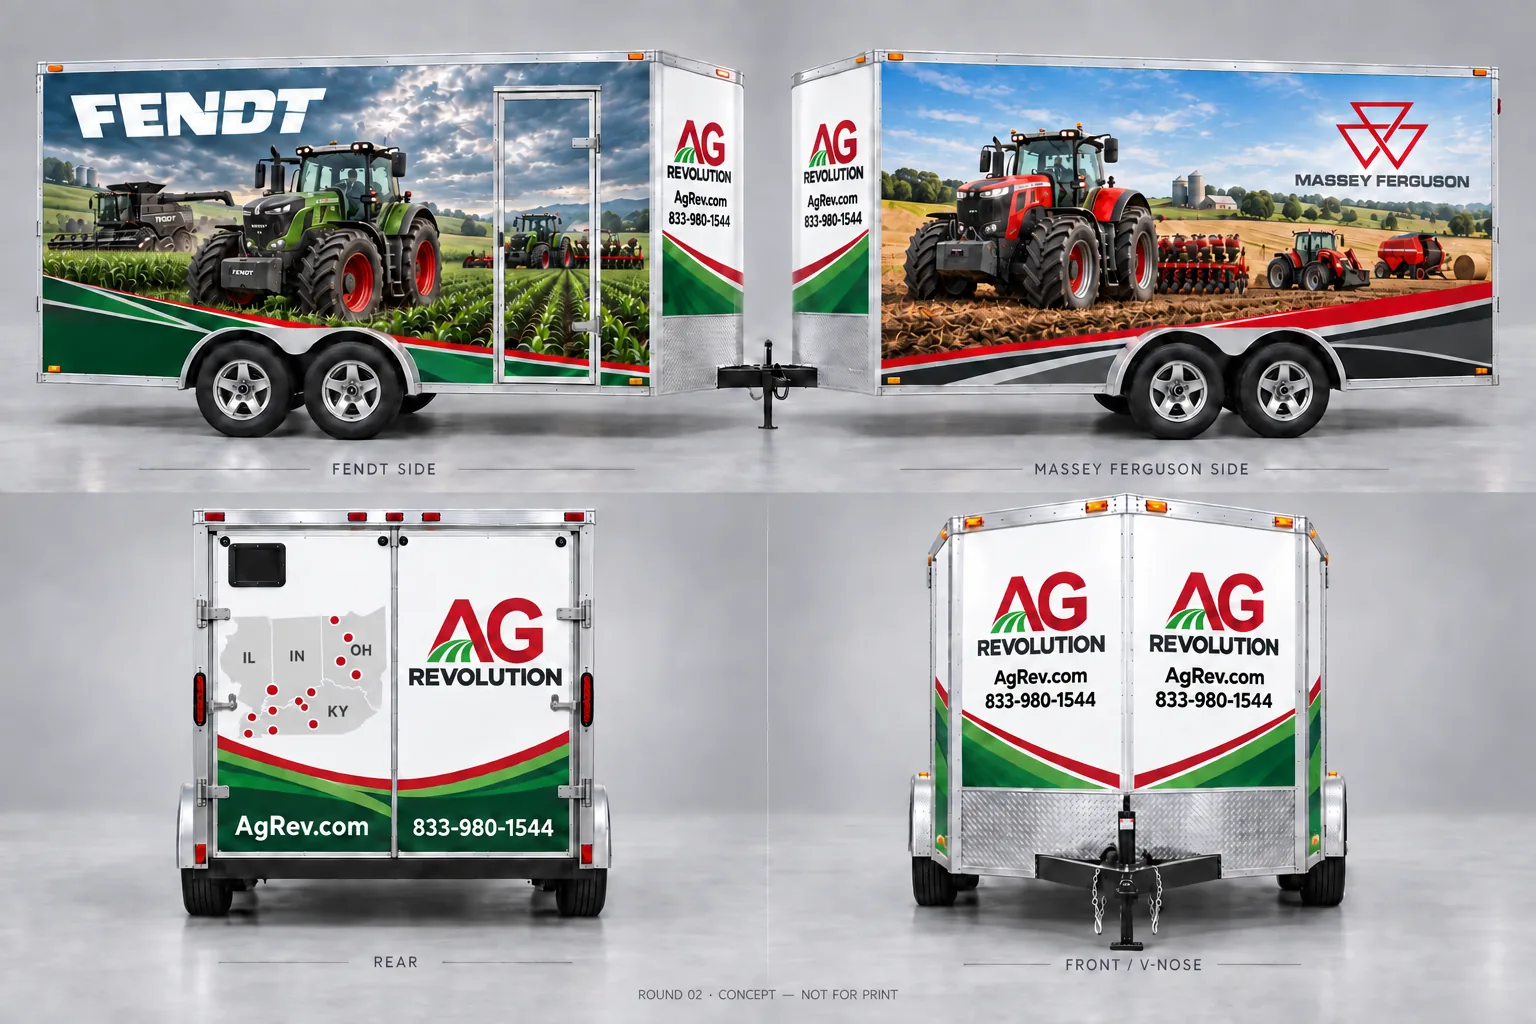 FENDT
FENDT
AG
REVOLUTION
AgRev.com
833-980-1544
AG
REVOLUTION
AgRev.com
833-980-1544
MASSEY FERGUSON
FENDT SIDE
MASSEY FERGUSON SIDE
IL
IN
OH
KY
AG
REVOLUTION
AgRev.com
833-980-1544
REAR
AG
REVOLUTION
AgRev.com
833-980-1544
AG
REVOLUTION
AgRev.com
833-980-1544
FRONT / V-NOSE
ROUND 02 · CONCEPT — NOT FOR PRINT